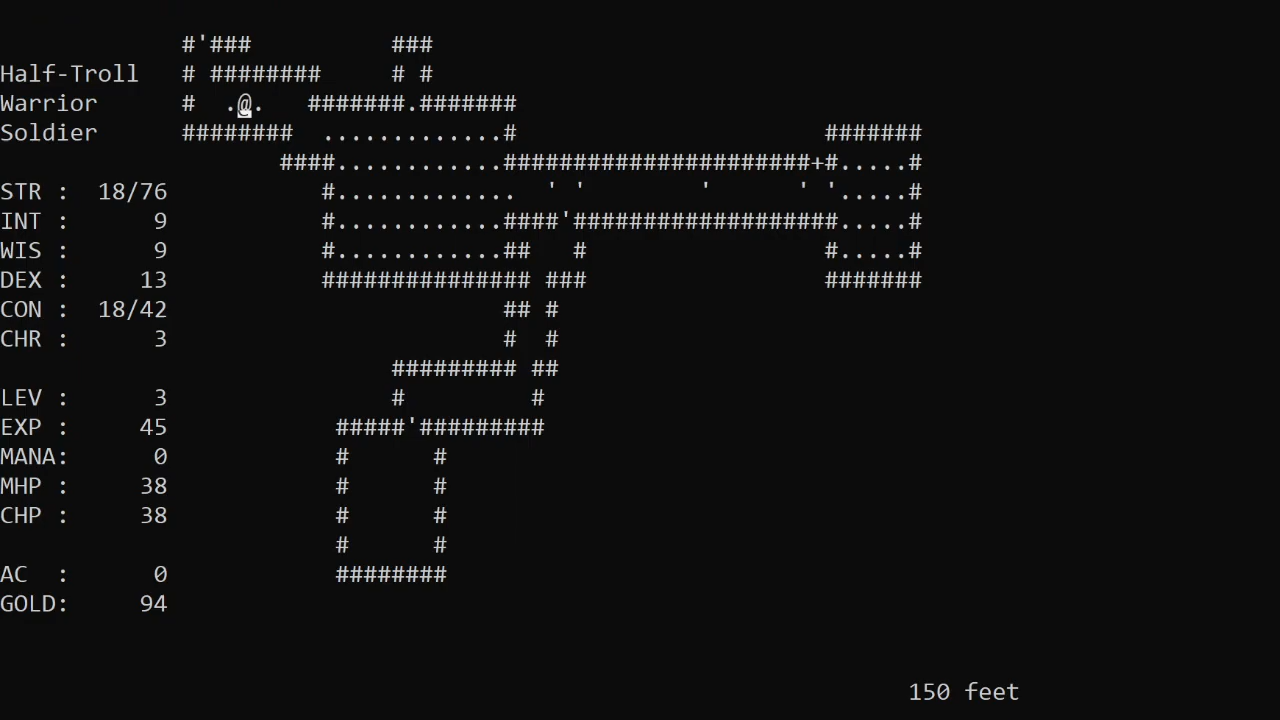 #'###          ###
Half-Troll   # ########     # #
Warrior      #  .@.   #######.#######
Soldier      ########  .............#                      #######
                    ####............######################+#.....#
STR :  18/76           #.............  ' '        '      ' '.....#
INT :      9           #............####'###################.....#
WIS :      9           #............##   #                 #.....#
DEX :     13           ############### ###                 #######
CON :  18/42                        ## #
CHR :      3                        #  #
                            ######### ##
LEV :      3                #         #
EXP :     45            #####'#########
MANA:      0            #      #
MHP :     38            #      #
CHP :     38            #      #
                        #      #
AC  :      0            ########
GOLD:     94
150 feet